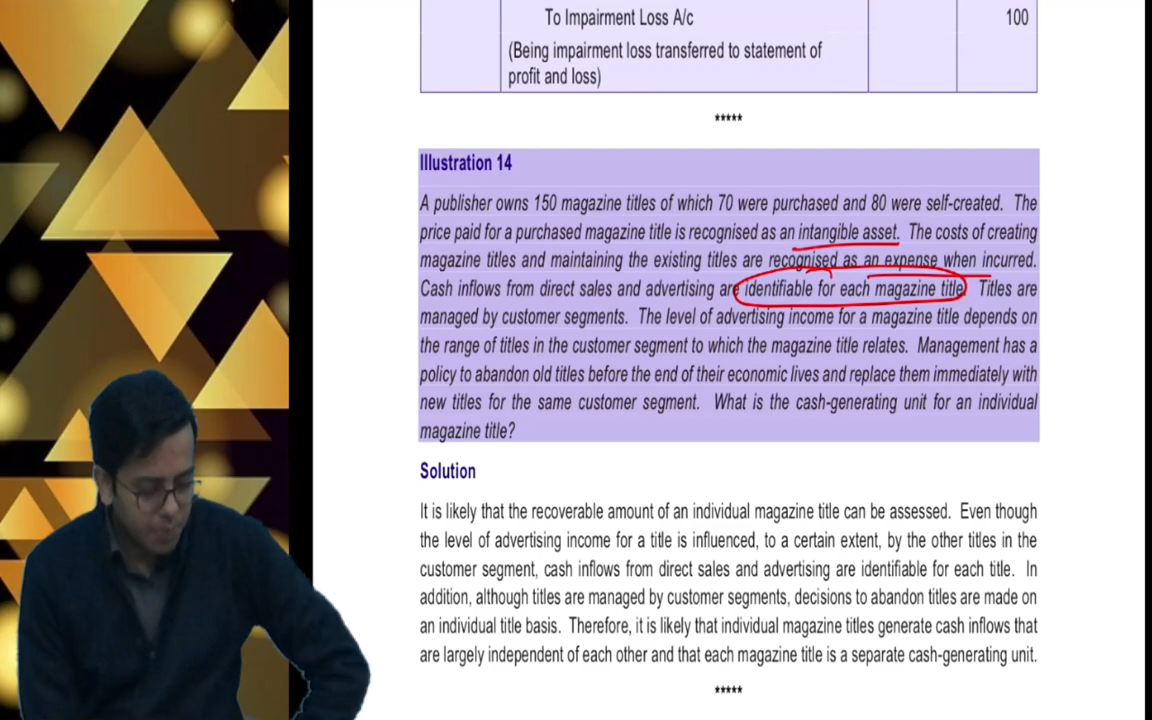 To Impairment Loss A/c 100
(Being impairment loss transferred to statement of
profit and loss)
*****
Illustration 14
A publisher owns 150 magazine titles of which 70 were purchased and 80 were self-created. The
price paid for a purchased magazine title is recognised as an intangible asset. The costs of creating
magazine titles and maintaining the existing titles are recognised as an expense when incurred.
Cash inflows from direct sales and advertising are identifiable for each magazine title. Titles are
managed by customer segments. The level of advertising income for a magazine title depends on
the range of titles in the customer segment to which the magazine title relates. Management has a
policy to abandon old titles before the end of their economic lives and replace them immediately with
new titles for the same customer segment. What is the cash-generating unit for an individual
magazine title?
Solution
It is likely that the recoverable amount of an individual magazine title can be assessed. Even though
the level of advertising income for a title is influenced, to a certain extent, by the other titles in the
customer segment, cash inflows from direct sales and advertising are identifiable for each title. In
addition, although titles are managed by customer segments, decisions to abandon titles are made on
an individual title basis. Therefore, it is likely that individual magazine titles generate cash inflows that
are largely independent of each other and that each magazine title is a separate cash-generating unit.
*****